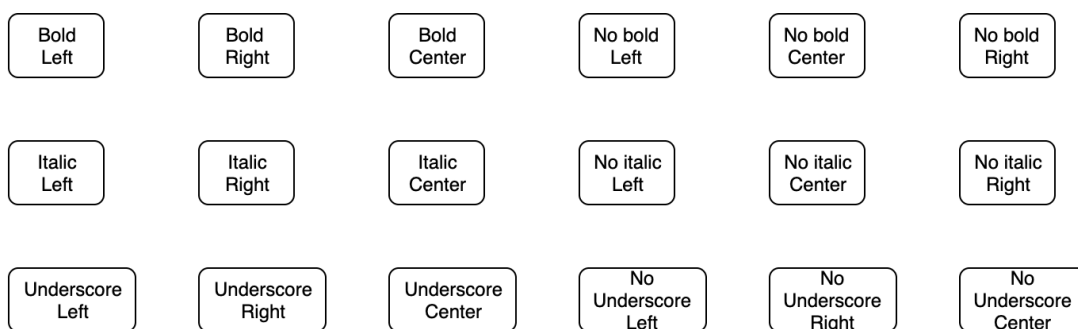 Bold
Left
Bold
Right
Bold
Center
No bold
Left
No bold
Center
No bold
Right
Italic
Left
Italic
Right
Italic
Center
No italic
Left
No italic
Center
No italic
Right
Underscore
Left
Underscore
Right
Underscore
Center
No
Underscore
Left
No
Underscore
Right
No
Underscore
Center